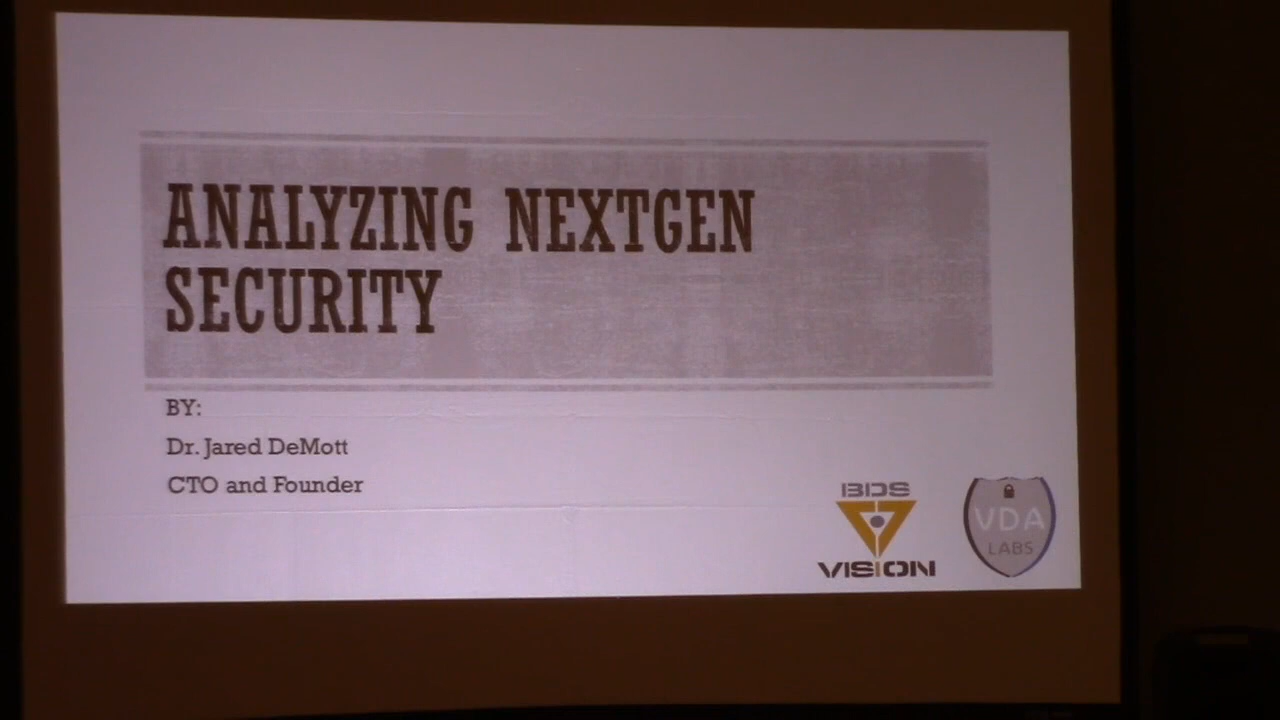 ANALYZING NEXTGEN
SECURITY
BY:
Dr. Jared DeMott
CTO and Founder
BDS
VISION
VDA
LABS